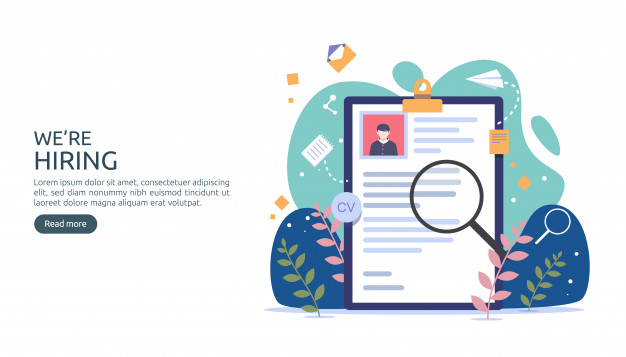 WE'RE
HIRING
Lorem ipsum dolor sit amet, consectetuer adipiscing
elit, sed diam nonummy nibh euismod tincidunt ut
laoreet dolore magna aliquam erat volutpat.
Read more
CV